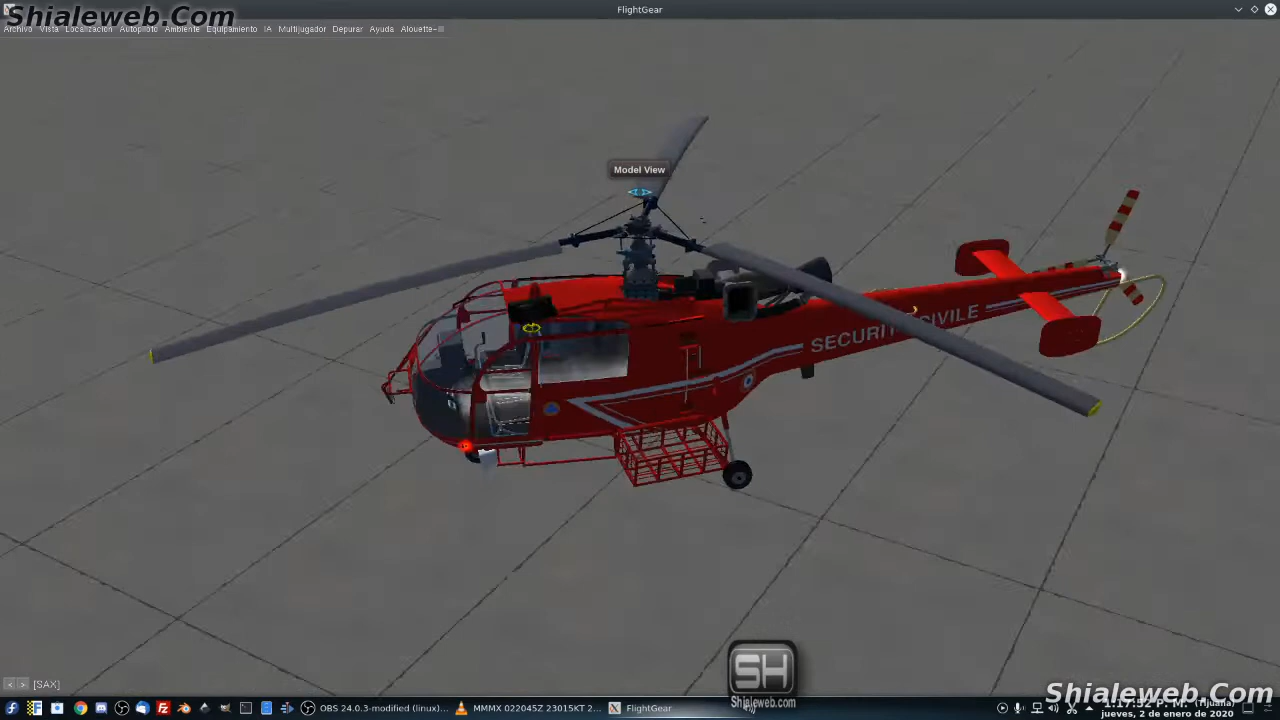 Shialeweb.Com
FlightGear
Archivo Vista Localización Autopiloto Ambiente Equipamiento IA Multijugador Depurar Ayuda Alouette-III
Model View
SECURITE CIVILE
SH
Shialeweb.com
[SAX]
Shialeweb.Com
OBS 24.0.3-modified (linux)... MMMX 022045Z 23015KT 2... FlightGear
1:17:52 P. M. (Tijuana)
jueves, 2 de enero de 2020